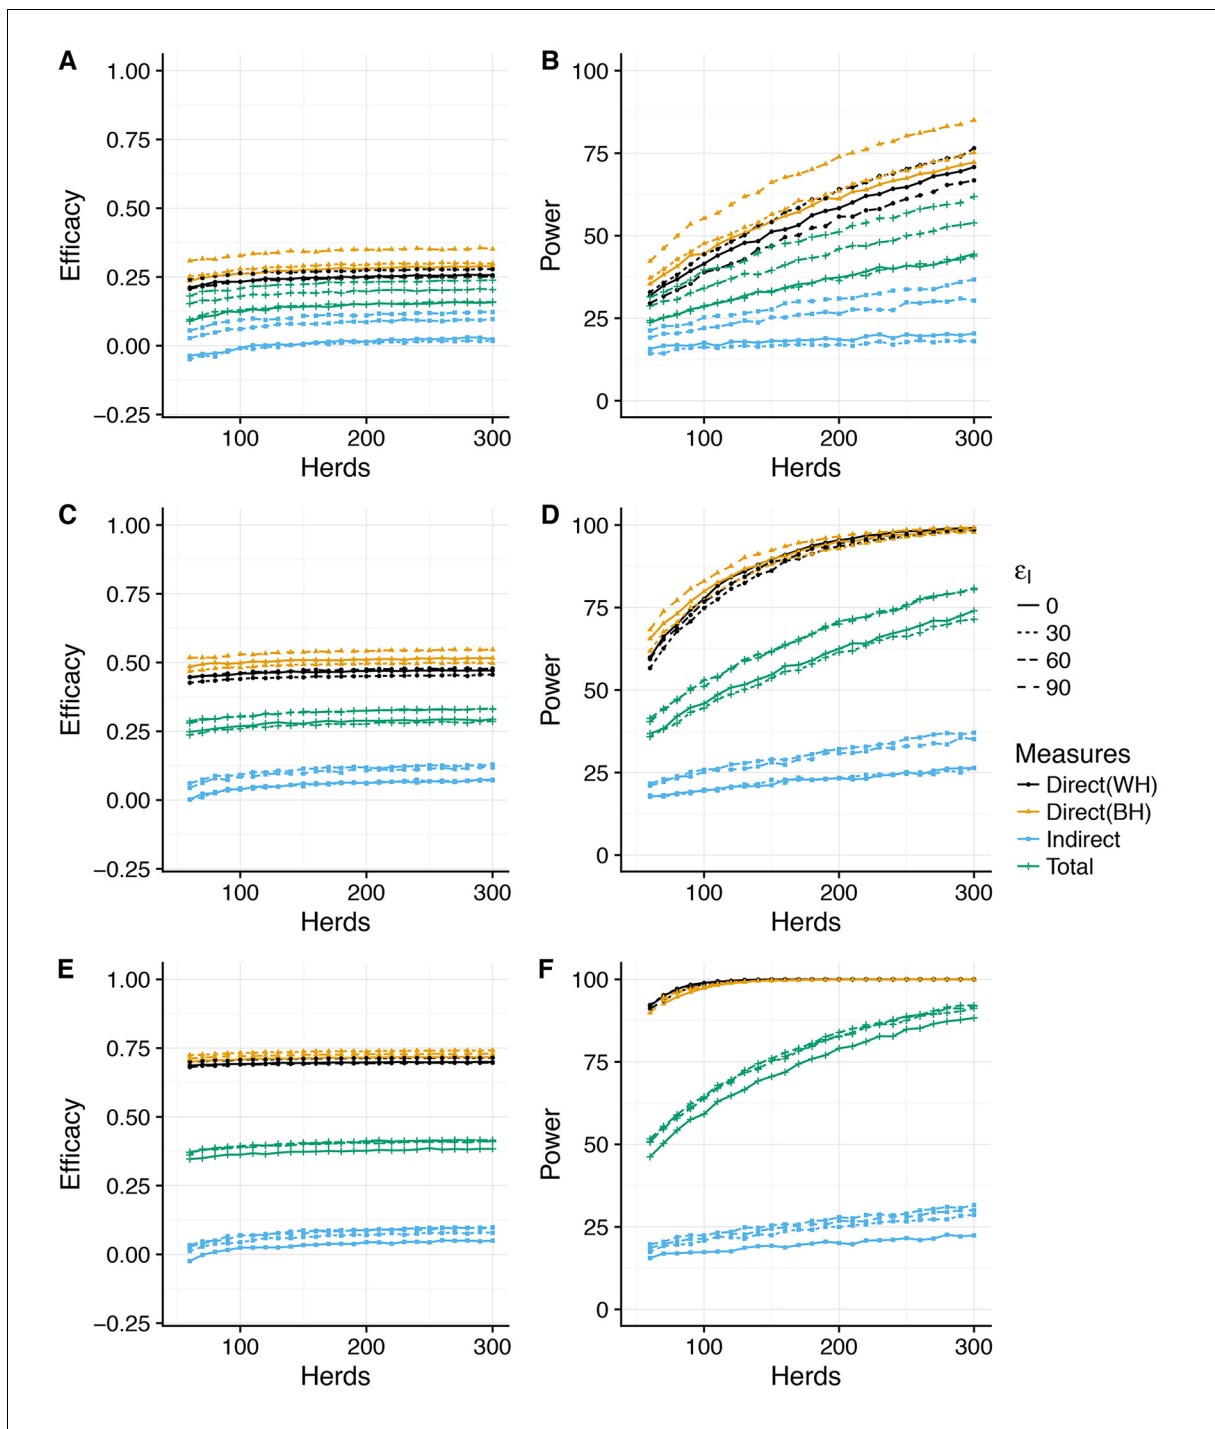 A
1.00
0.75
0.50
0.25
0.00
−0.25
Efficacy
100 200 300
Herds
B
100
75
50
25
0
Power
100 200 300
Herds
C
1.00
0.75
0.50
0.25
0.00
−0.25
Efficacy
100 200 300
Herds
D
100
75
50
25
0
Power
100 200 300
Herds
εI
0
30
60
90
Measures
Direct(WH)
Direct(BH)
Indirect
Total
E
1.00
0.75
0.50
0.25
0.00
−0.25
Efficacy
100 200 300
Herds
F
100
75
50
25
0
Power
100 200 300
Herds